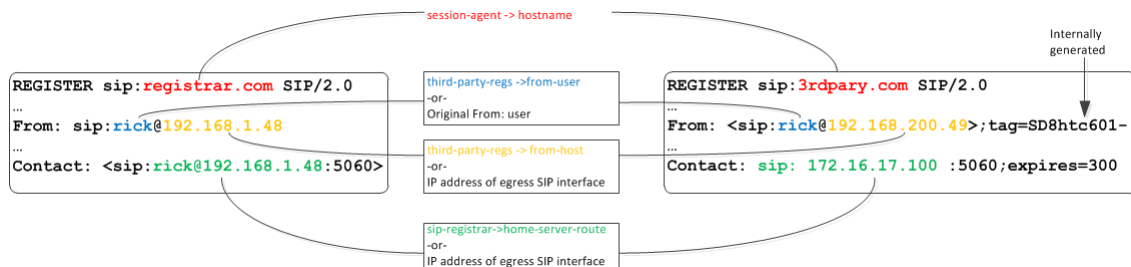 session-agent -> hostname
Internally
generated
REGISTER sip:registrar.com SIP/2.0
...
From: sip:rick@192.168.1.48
...
Contact: <sip:rick@192.168.1.48:5060>
third-party-regs ->from-user
-or-
Original From: user
third-party-regs -> from-host
-or-
IP address of egress SIP interface
sip-registrar->home-server-route
-or-
IP address of egress SIP interface
REGISTER sip:3rdpary.com SIP/2.0
...
From: <sip:rick@192.168.200.49>;tag=SD8htc601-
...
Contact: sip: 172.16.17.100 :5060;expires=300